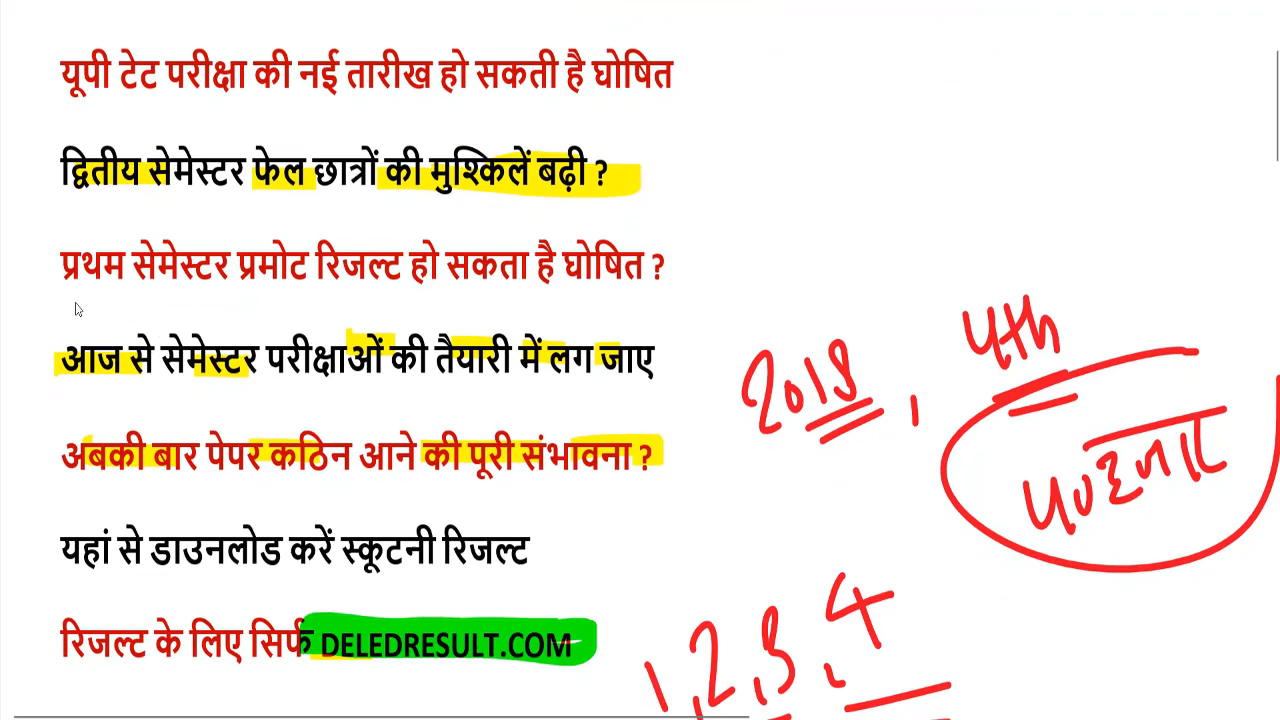 यूपी टेट परीक्षा की नई तारीख हो सकती है घोषित
द्वितीय सेमेस्टर फेल छात्रों की मुश्किलें बढ़ी ?
प्रथम सेमेस्टर प्रमोट रिजल्ट हो सकता है घोषित ?
आज से सेमेस्टर परीक्षाओं की तैयारी में लग जाए
अबकी बार पेपर कठिन आने की पूरी संभावना ?
यहां से डाउनलोड करें स्कूटनी रिजल्ट
रिजल्ट के लिए सिर्फ DELEDRESULT.COM
2018 , 4th
1,2,3,4